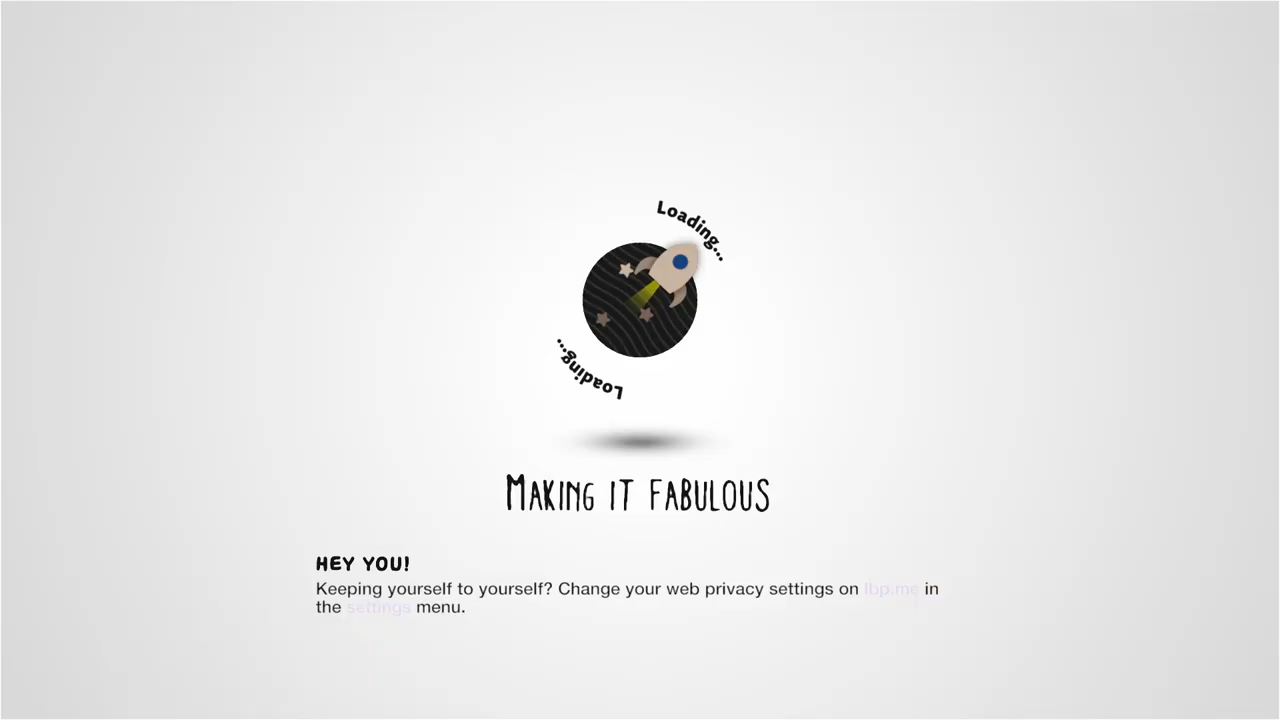 Loading...
Loading...
Making it fabulous
HEY YOU!
Keeping yourself to yourself? Change your web privacy settings on lbp.me in
the settings menu.